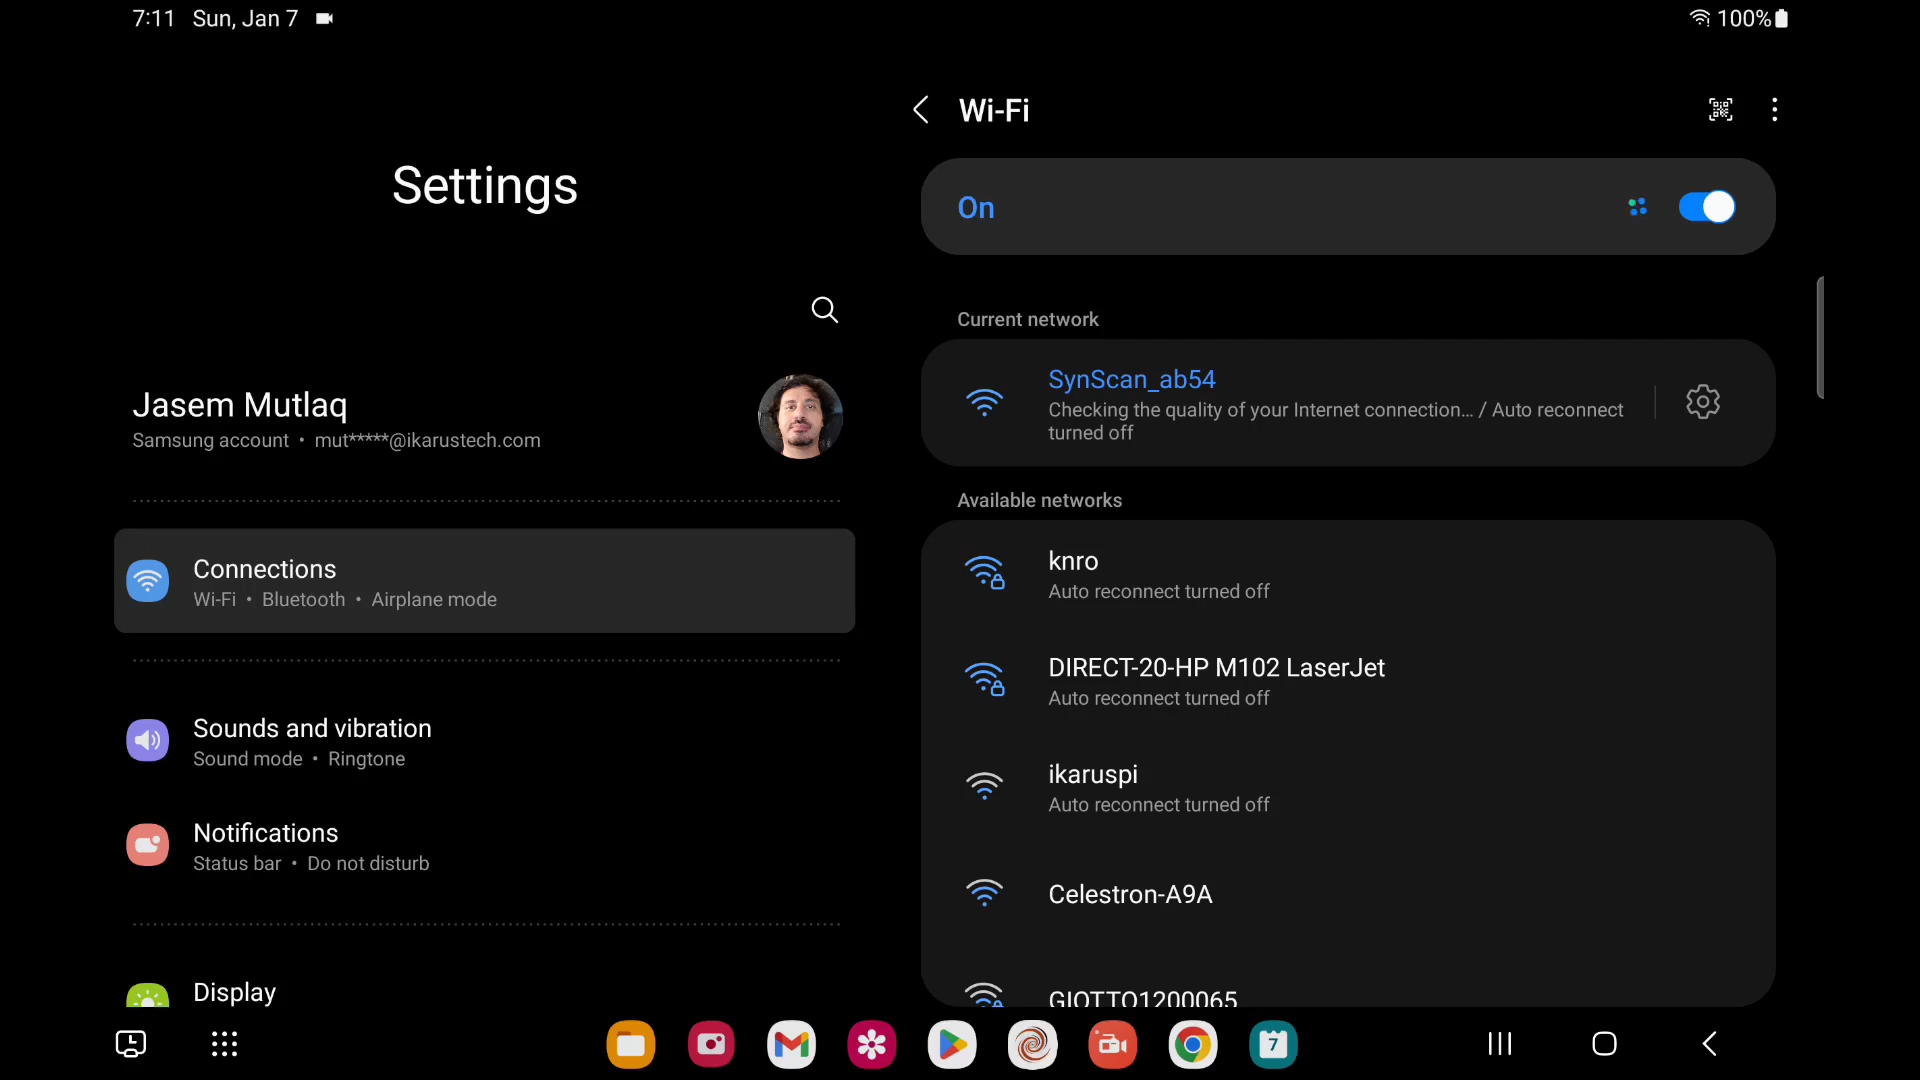 7:11 Sun, Jan 7
100%
Settings
Jasem Mutlaq
Samsung account • mut*****@ikarustech.com
Connections
Wi-Fi • Bluetooth • Airplane mode
Sounds and vibration
Sound mode • Ringtone
Notifications
Status bar • Do not disturb
Display
Wi-Fi
On
Current network
SynScan_ab54
Checking the quality of your Internet connection... / Auto reconnect
turned off
Available networks
knro
Auto reconnect turned off
DIRECT-20-HP M102 LaserJet
Auto reconnect turned off
ikaruspi
Auto reconnect turned off
Celestron-A9A
GIOTTO1200065
7